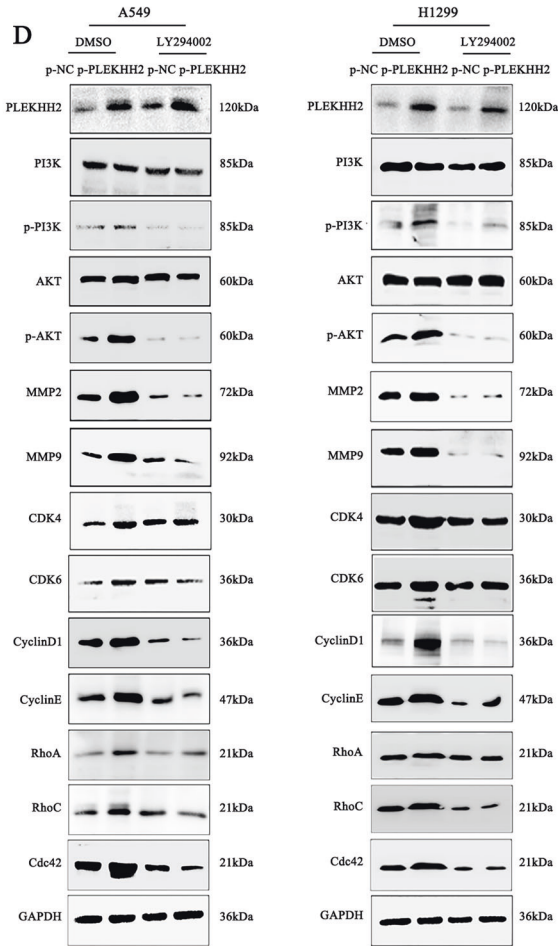 D
A549
DMSO LY294002
p-NC p-PLEKHH2 p-NC p-PLEKHH2
PLEKHH2 120kDa
PI3K 85kDa
p-PI3K 85kDa
AKT 60kDa
p-AKT 60kDa
MMP2 72kDa
MMP9 92kDa
CDK4 30kDa
CDK6 36kDa
CyclinD1 36kDa
CyclinE 47kDa
RhoA 21kDa
RhoC 21kDa
Cdc42 21kDa
GAPDH 36kDa
H1299
DMSO LY294002
p-NC p-PLEKHH2 p-NC p-PLEKHH2
PLEKHH2 120kDa
PI3K 85kDa
p-PI3K 85kDa
AKT 60kDa
p-AKT 60kDa
MMP2 72kDa
MMP9 92kDa
CDK4 30kDa
CDK6 36kDa
CyclinD1 36kDa
CyclinE 47kDa
RhoA 21kDa
RhoC 21kDa
Cdc42 21kDa
GAPDH 36kDa